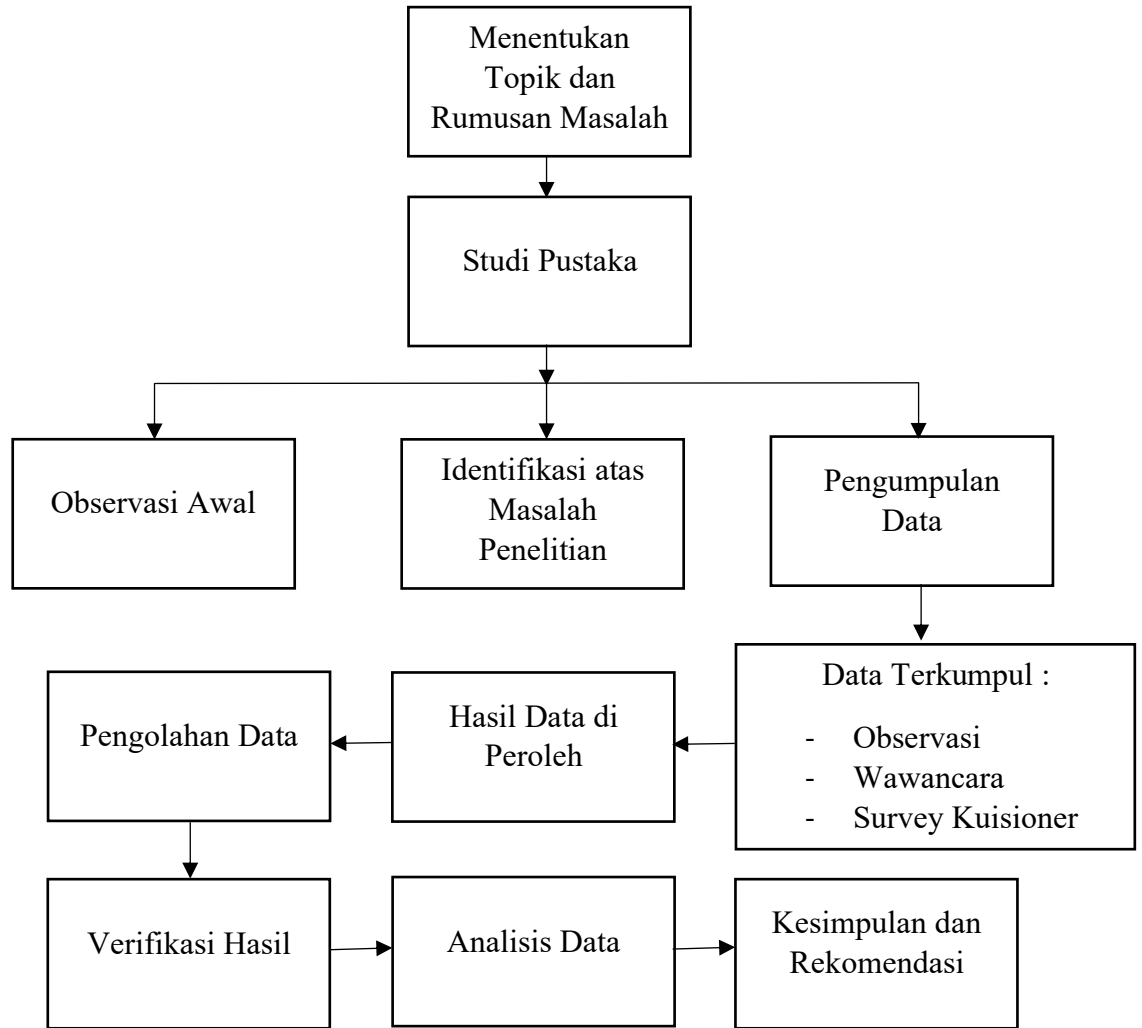 Menentukan
Topik dan
Rumusan Masalah
Studi Pustaka
Observasi Awal
Identifikasi atas
Masalah
Penelitian
Pengumpulan
Data
Data Terkumpul :
- Observasi
- Wawancara
- Survey Kuisioner
Hasil Data di
Peroleh
Pengolahan Data
Verifikasi Hasil
Analisis Data
Kesimpulan dan
Rekomendasi